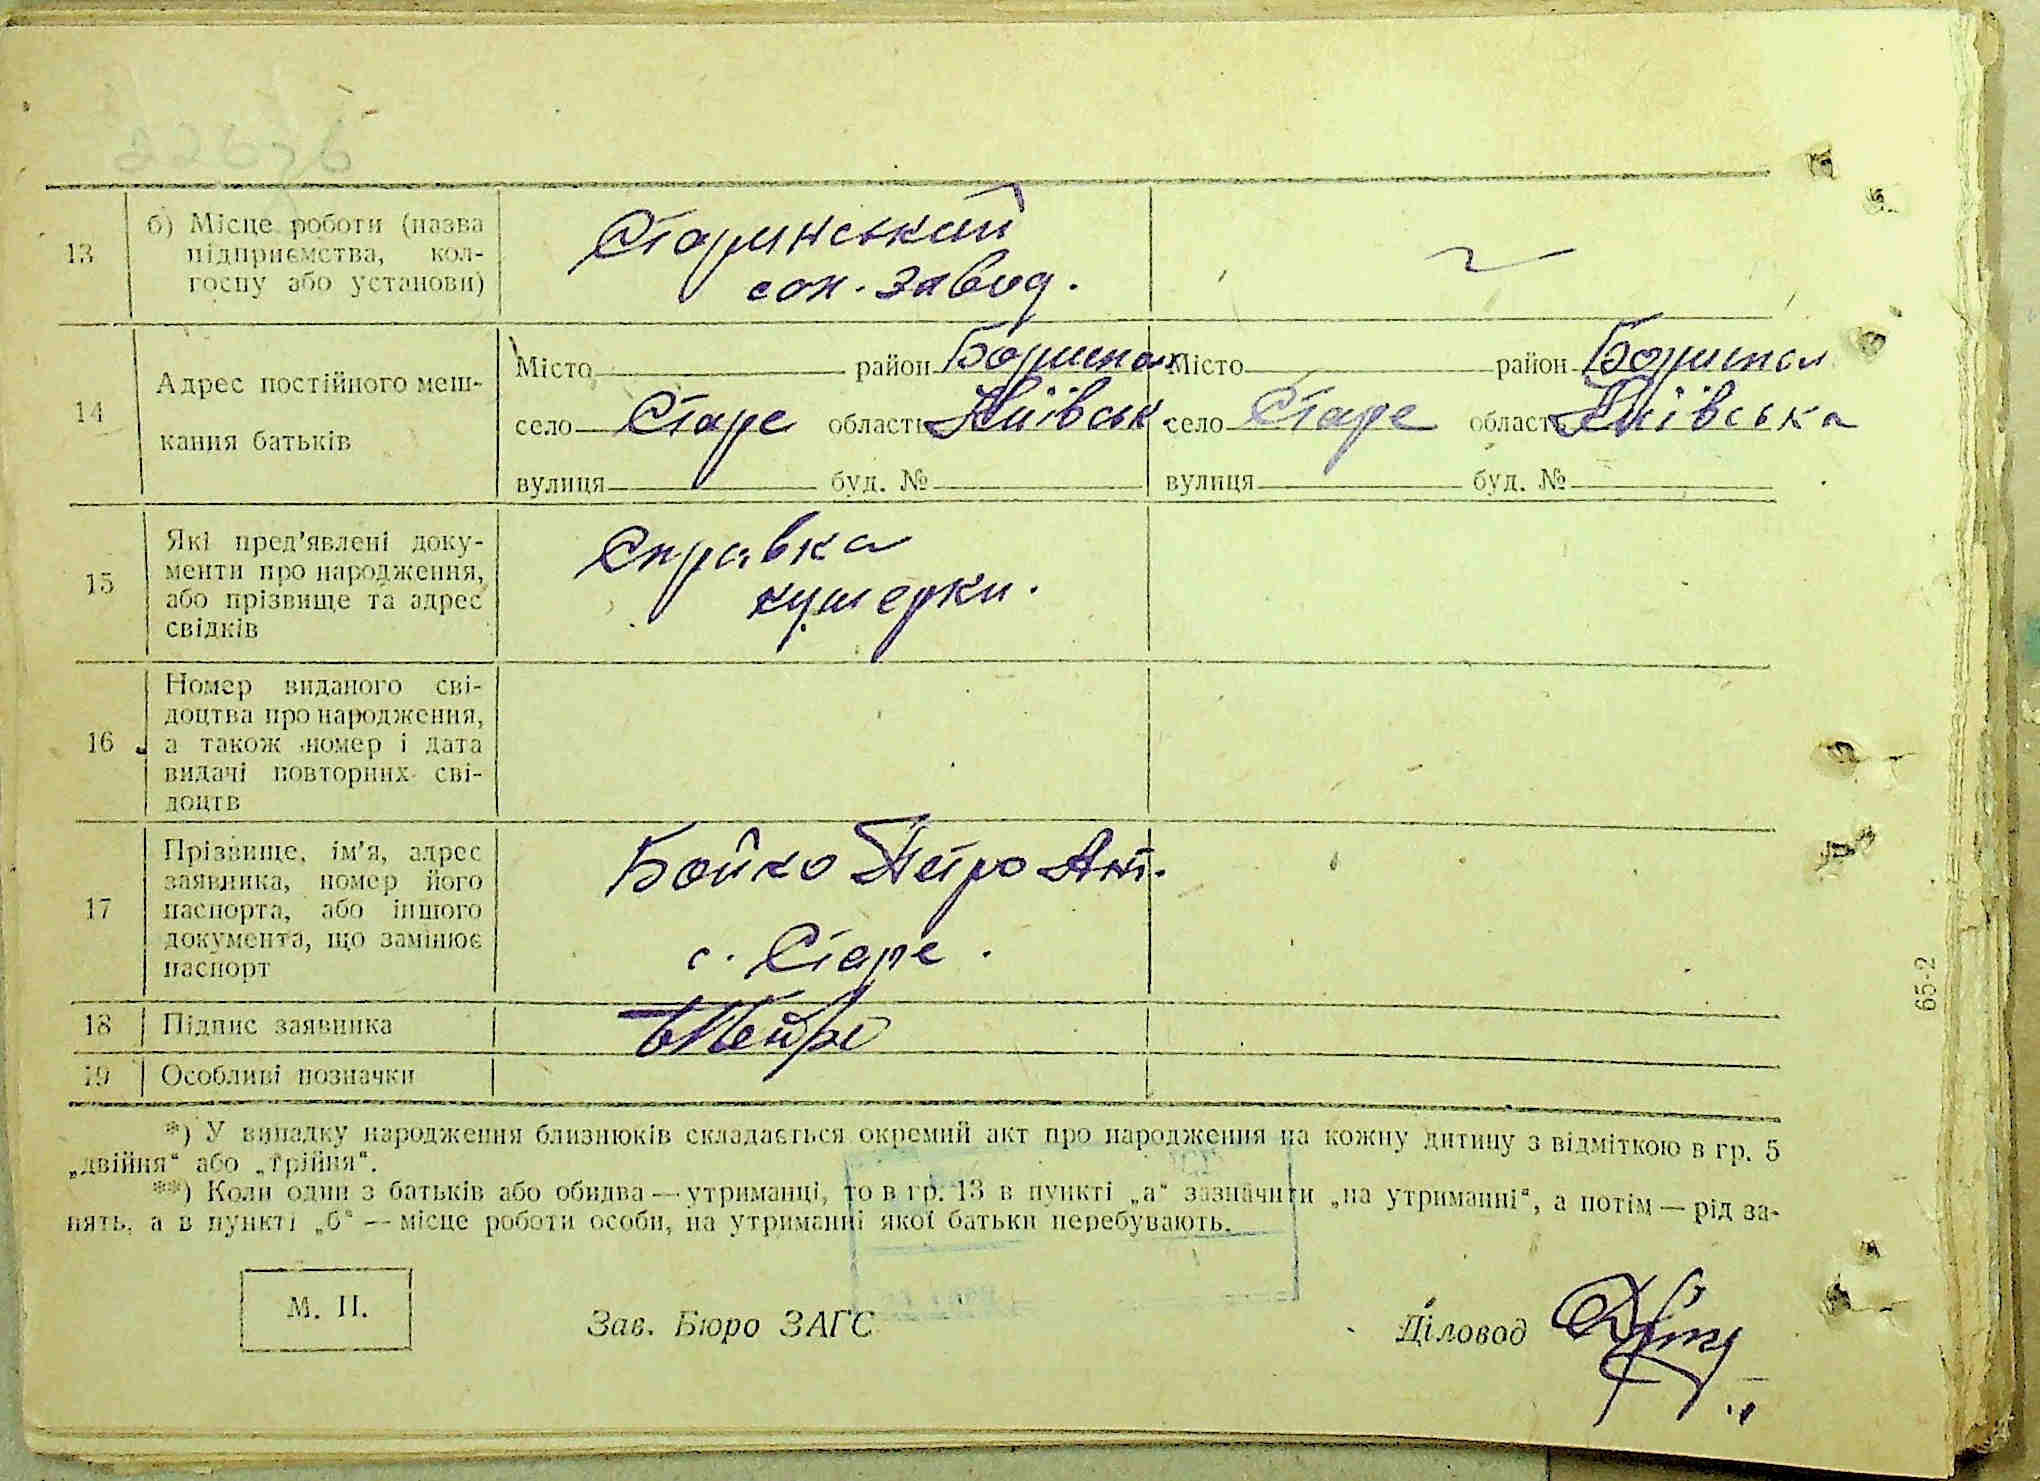 13
б) Місце роботи (назва
підприємства, кол-
госпу або установи)
Старинський
завод.
14
Адрес постійного меш-
кання батьків
Місто район Бориспол
село Старе області Київськ.
вулиця буд. №
Місто район Бориспол
село Старе області Київська
вулиця буд. №
15
Які пред'явлені доку-
менти про народження,
або прізвище та адрес
свідків
Справка
кушерки.
16
Номер виданого сві-
доцтва про народження,
а також номер і дата
видачі повторних сві-
доцтв
17
Прізвище, ім'я, адрес
заявника, номер його
паспорта, або іншого
документа, що замінює
паспорт
Бойко Петро Ант.
с. Старе.
18
Підпис заявника
БПетро
19
Особливі позначки
*) У випадку народження близнюків складається окремий акт про народження на кожну дитину з відміткою в гр. 5
„двійня“ або „трійня“.
**) Коли один з батьків або обидва — утриманці, то в гр. 13 в пункті „а“ зазначити „на утриманні“, а потім — рід за-
нять, а в пункті „б“ — місце роботи особи, на утриманні якої батьки перебувають.
М. П.
Зав. Бюро ЗАГС
Діловод
65-2